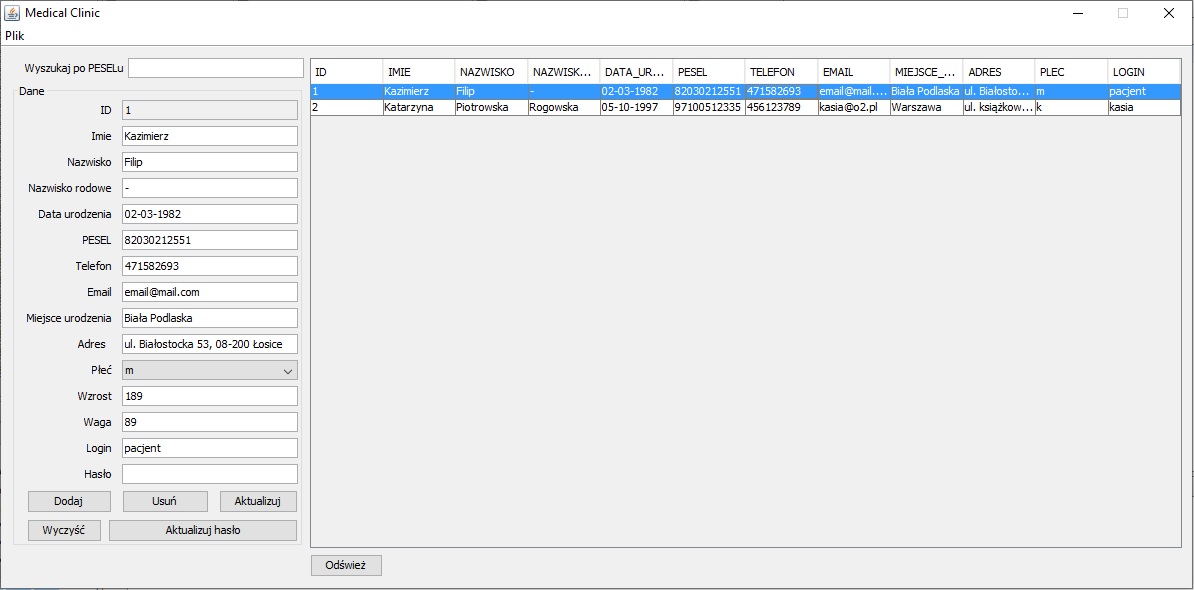 Medical Clinic
Plik
Wyszukaj po PESELu
Dane
ID 1
Imie Kazimierz
Nazwisko Filip
Nazwisko rodowe -
Data urodzenia 02-03-1982
PESEL 82030212551
Telefon 471582693
Email email@mail.com
Miejsce urodzenia Biała Podlaska
Adres ul. Białostocka 53, 08-200 Łosice
Płeć m
Wzrost 189
Waga 89
Login pacjent
Hasło
Dodaj Usuń Aktualizuj
Wyczyść Aktualizuj hasło
ID IMIE NAZWISKO NAZWISK... DATA_UR... PESEL TELEFON EMAIL MIEJSCE_... ADRES PLEC LOGIN
1 Kazimierz Filip - 02-03-1982 82030212551 471582693 email@mail.... Biała Podlaska ul. Białosto... m pacjent
2 Katarzyna Piotrowska Rogowska 05-10-1997 97100512335 456123789 kasia@o2.pl Warszawa ul. książkow... k kasia
Odśwież